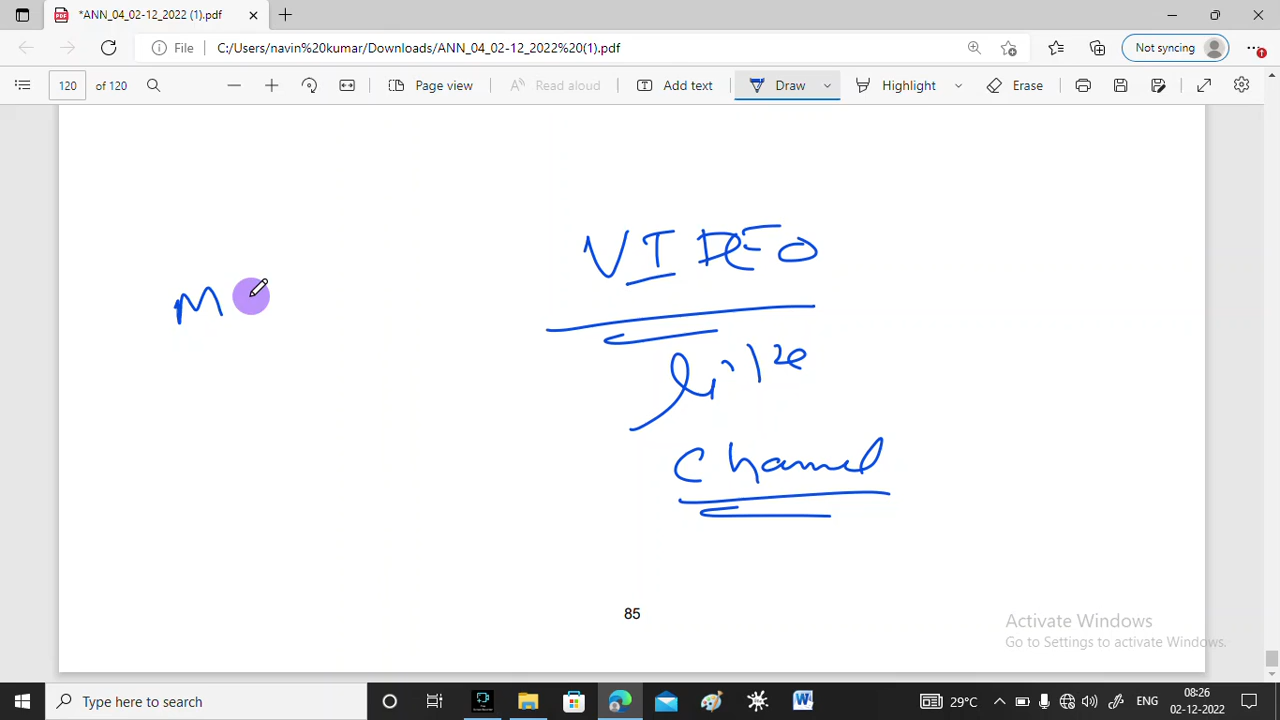 *ANN_04_02-12_2022 (1).pdf
File C:/Users/navin%20kumar/Downloads/ANN_04_02-12_2022%20(1).pdf Not syncing
120 of 120 Page view Read aloud Add text Draw Highlight Erase
VIDEO
M
Channel
85
Activate Windows
Go to Settings to activate Windows.
Type here to search 29°C ENG 08:26
02-12-2022